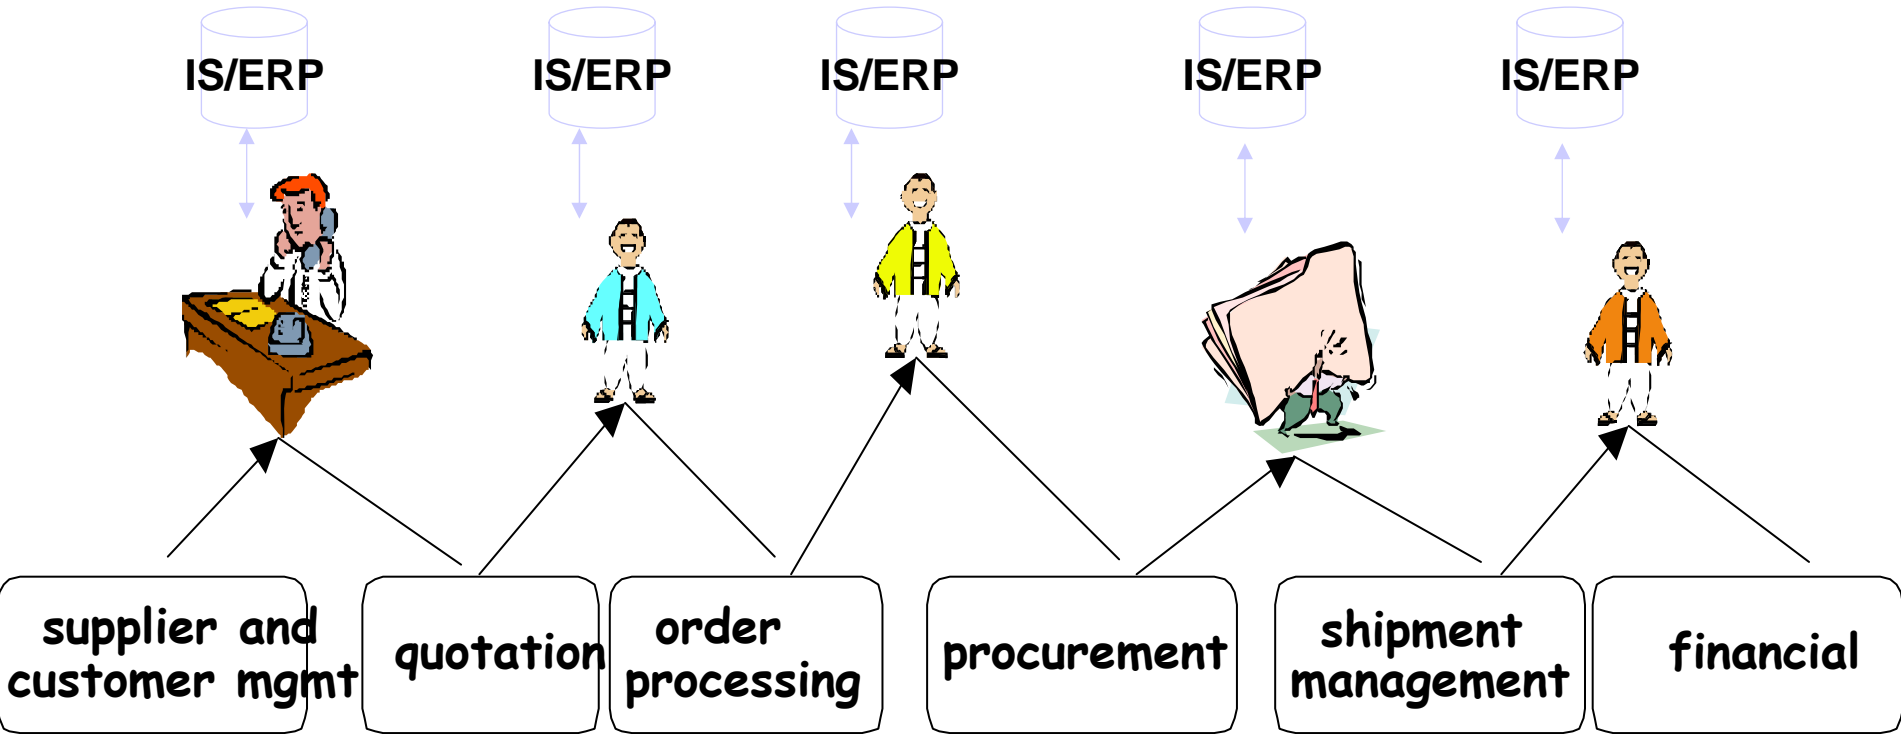 IS/ERP IS/ERP IS/ERP IS/ERP IS/ERP
supplier and
customer mgmt
quotation
order
processing
procurement
shipment
management
financial